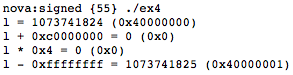 nova:signed {55} ./ex4
l = 1073741824 (0x40000000)
l + 0xc0000000 = 0 (0x0)
l * 0x4 = 0 (0x0)
l - 0xffffffff = 1073741825 (0x40000001)